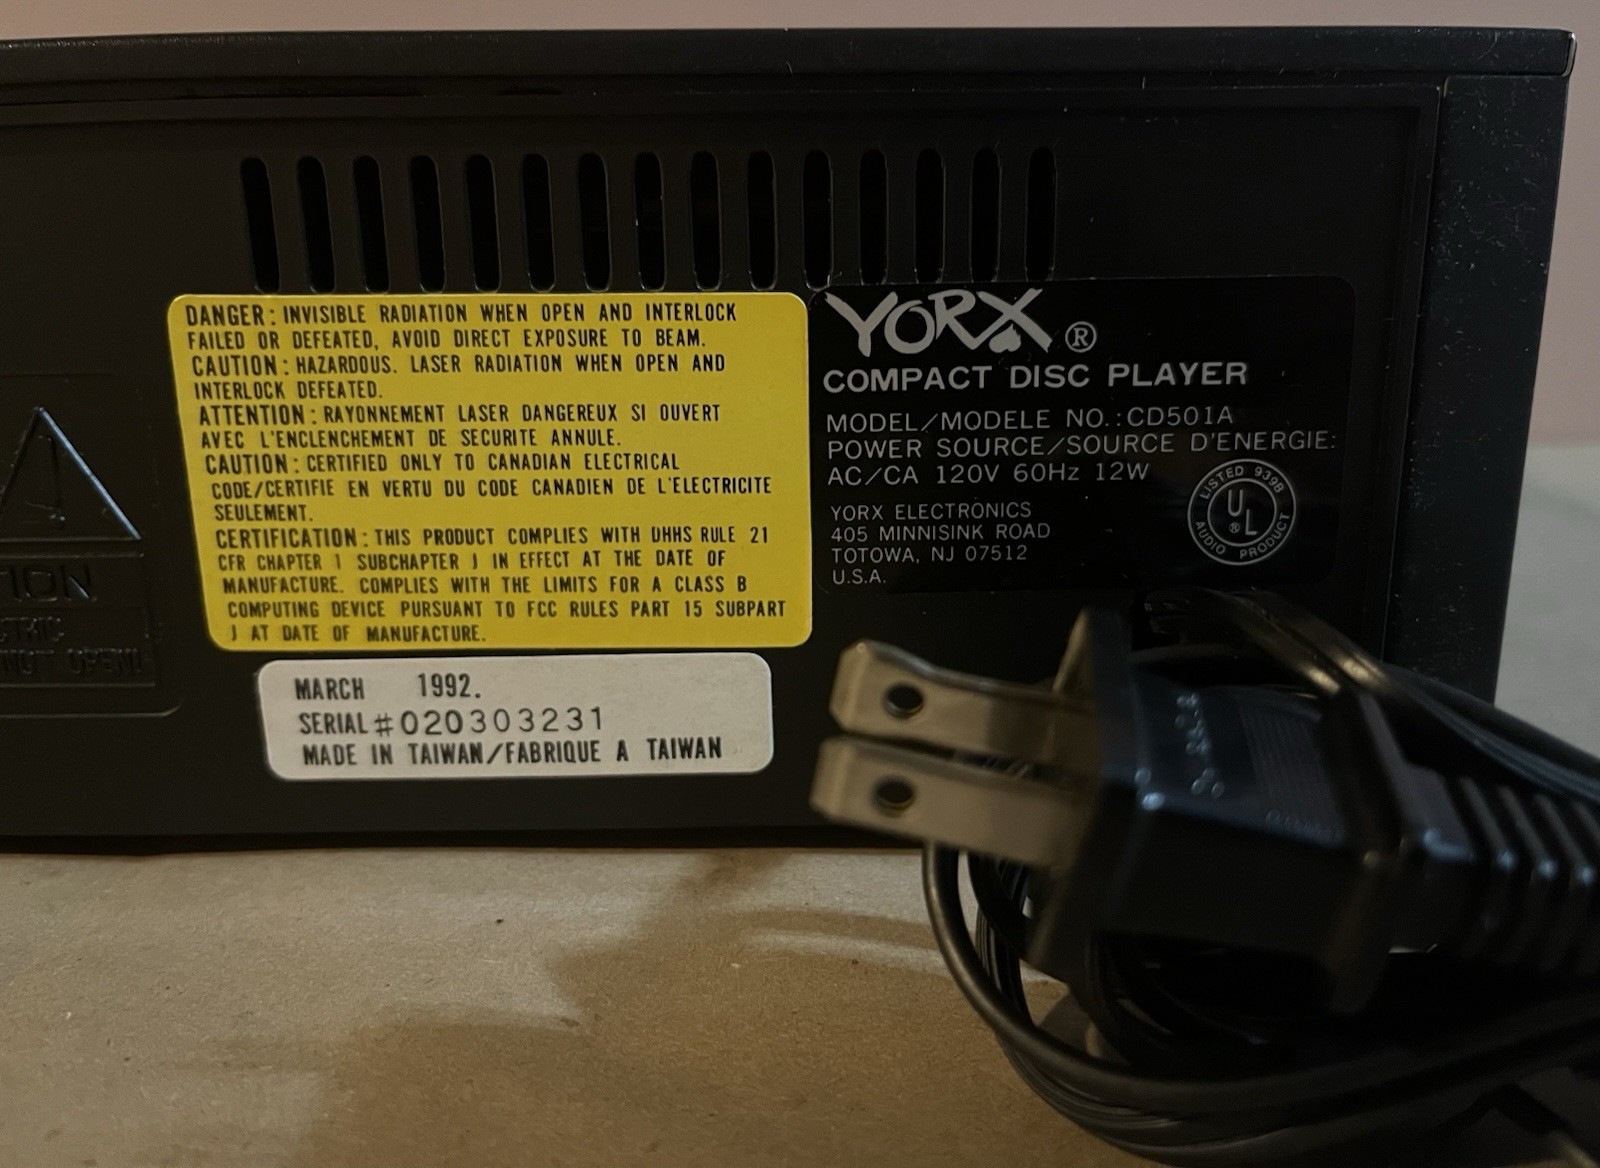 DANGER: INVISIBLE RADIATION WHEN OPEN AND INTERLOCK
FAILED OR DEFEATED, AVOID DIRECT EXPOSURE TO BEAM.
CAUTION: HAZARDOUS. LASER RADIATION WHEN OPEN AND
INTERLOCK DEFEATED.
ATTENTION: RAYONNEMENT LASER DANGEREUX SI OUVERT
AVEC L'ENCLENCHEMENT DE SECURITE ANNULE.
CAUTION: CERTIFIED ONLY TO CANADIAN ELECTRICAL
CODE/CERTIFIE EN VERTU DU CODE CANADIEN DE L'ELECTRICITE
SEULEMENT.
CERTIFICATION: THIS PRODUCT COMPLIES WITH DHHS RULE 21
CFR CHAPTER 1 SUBCHAPTER J IN EFFECT AT THE DATE OF
MANUFACTURE. COMPLIES WITH THE LIMITS FOR A CLASS B
COMPUTING DEVICE PURSUANT TO FCC RULES PART 15 SUBPART
J AT DATE OF MANUFACTURE.
YORX®
COMPACT DISC PLAYER
MODEL/MODELE NO.: CD501A
POWER SOURCE/SOURCE D'ENERGIE:
AC/CA 120V 60Hz 12W
YORX ELECTRONICS
405 MINNISINK ROAD
TOTOWA, NJ 07512
U.S.A.
LISTED 939B
UL®
AUDIO PRODUCT
MARCH 1992.
SERIAL #020303231
MADE IN TAIWAN/FABRIQUE A TAIWAN
TION
CTRIC
NOT OPEN!